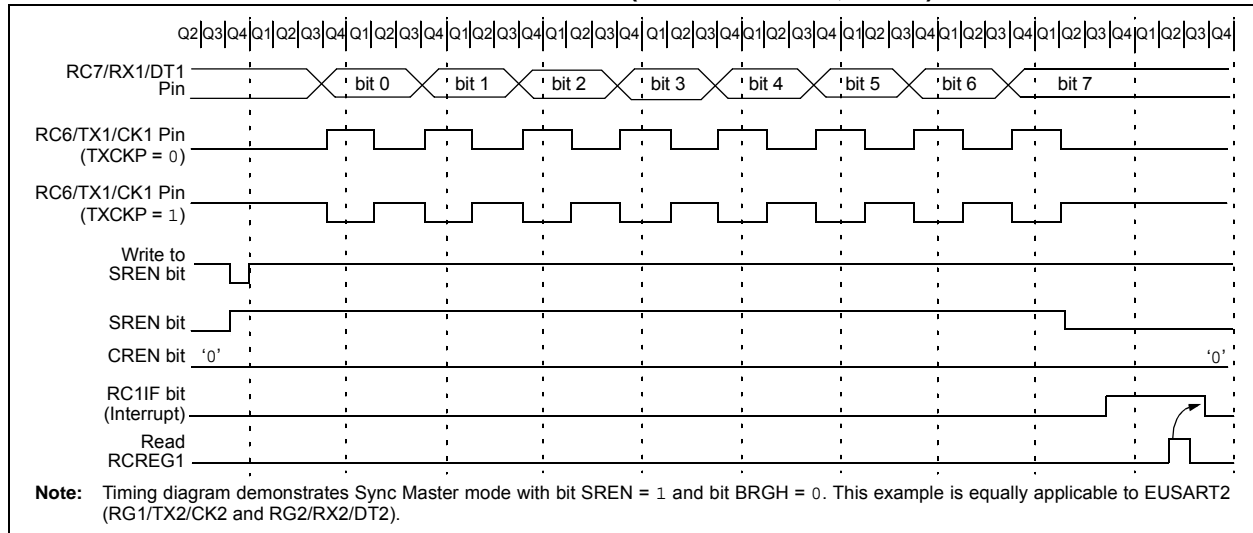 Q2 Q3 Q4 Q1 Q2 Q3 Q4 Q1 Q2 Q3 Q4 Q1 Q2 Q3 Q4 Q1 Q2 Q3 Q4 Q1 Q2 Q3 Q4 Q1 Q2 Q3 Q4 Q1 Q2 Q3 Q4 Q1 Q2 Q3 Q4 Q1 Q2 Q3 Q4 Q1 Q2 Q3 Q4
RC7/RX1/DT1
Pin
bit 0 bit 1 bit 2 bit 3 bit 4 bit 5 bit 6 bit 7
RC6/TX1/CK1 Pin
(TXCKP = 0)
RC6/TX1/CK1 Pin
(TXCKP = 1)
Write to
SREN bit
SREN bit
CREN bit ‘0’ ‘0’
RC1IF bit
(Interrupt)
Read
RCREG1
Note: Timing diagram demonstrates Sync Master mode with bit SREN = 1 and bit BRGH = 0. This example is equally applicable to EUSART2
(RG1/TX2/CK2 and RG2/RX2/DT2).